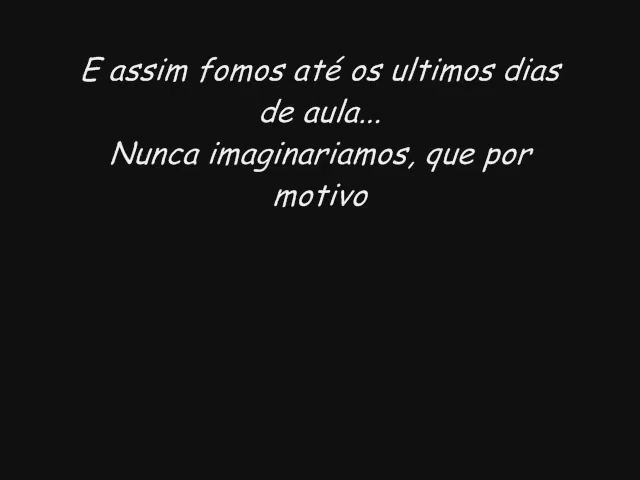 E assim fomos até os ultimos dias
de aula...
Nunca imaginariamos, que por
motivo